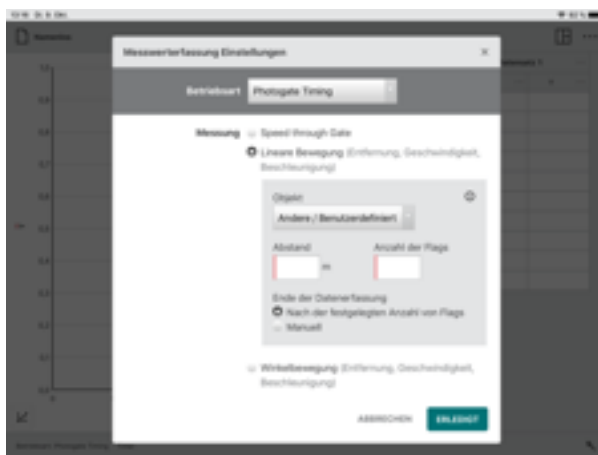 Messwerterfassung Einstellungen
Betriebsart Photogate Timing
Messung Speed through Gate
Lineare Bewegung (Entfernung, Geschwindigkeit,
Beschleunigung)
Objekt
Andere / Benutzerdefiniert
Abstand Anzahl der Flags
m
Ende der Datenerfassung
Nach der festgelegten Anzahl von Flags
Manuell
Winkelbewegung (Entfernung, Geschwindigkeit,
Beschleunigung)
ABBRECHEN ERLEDIGT